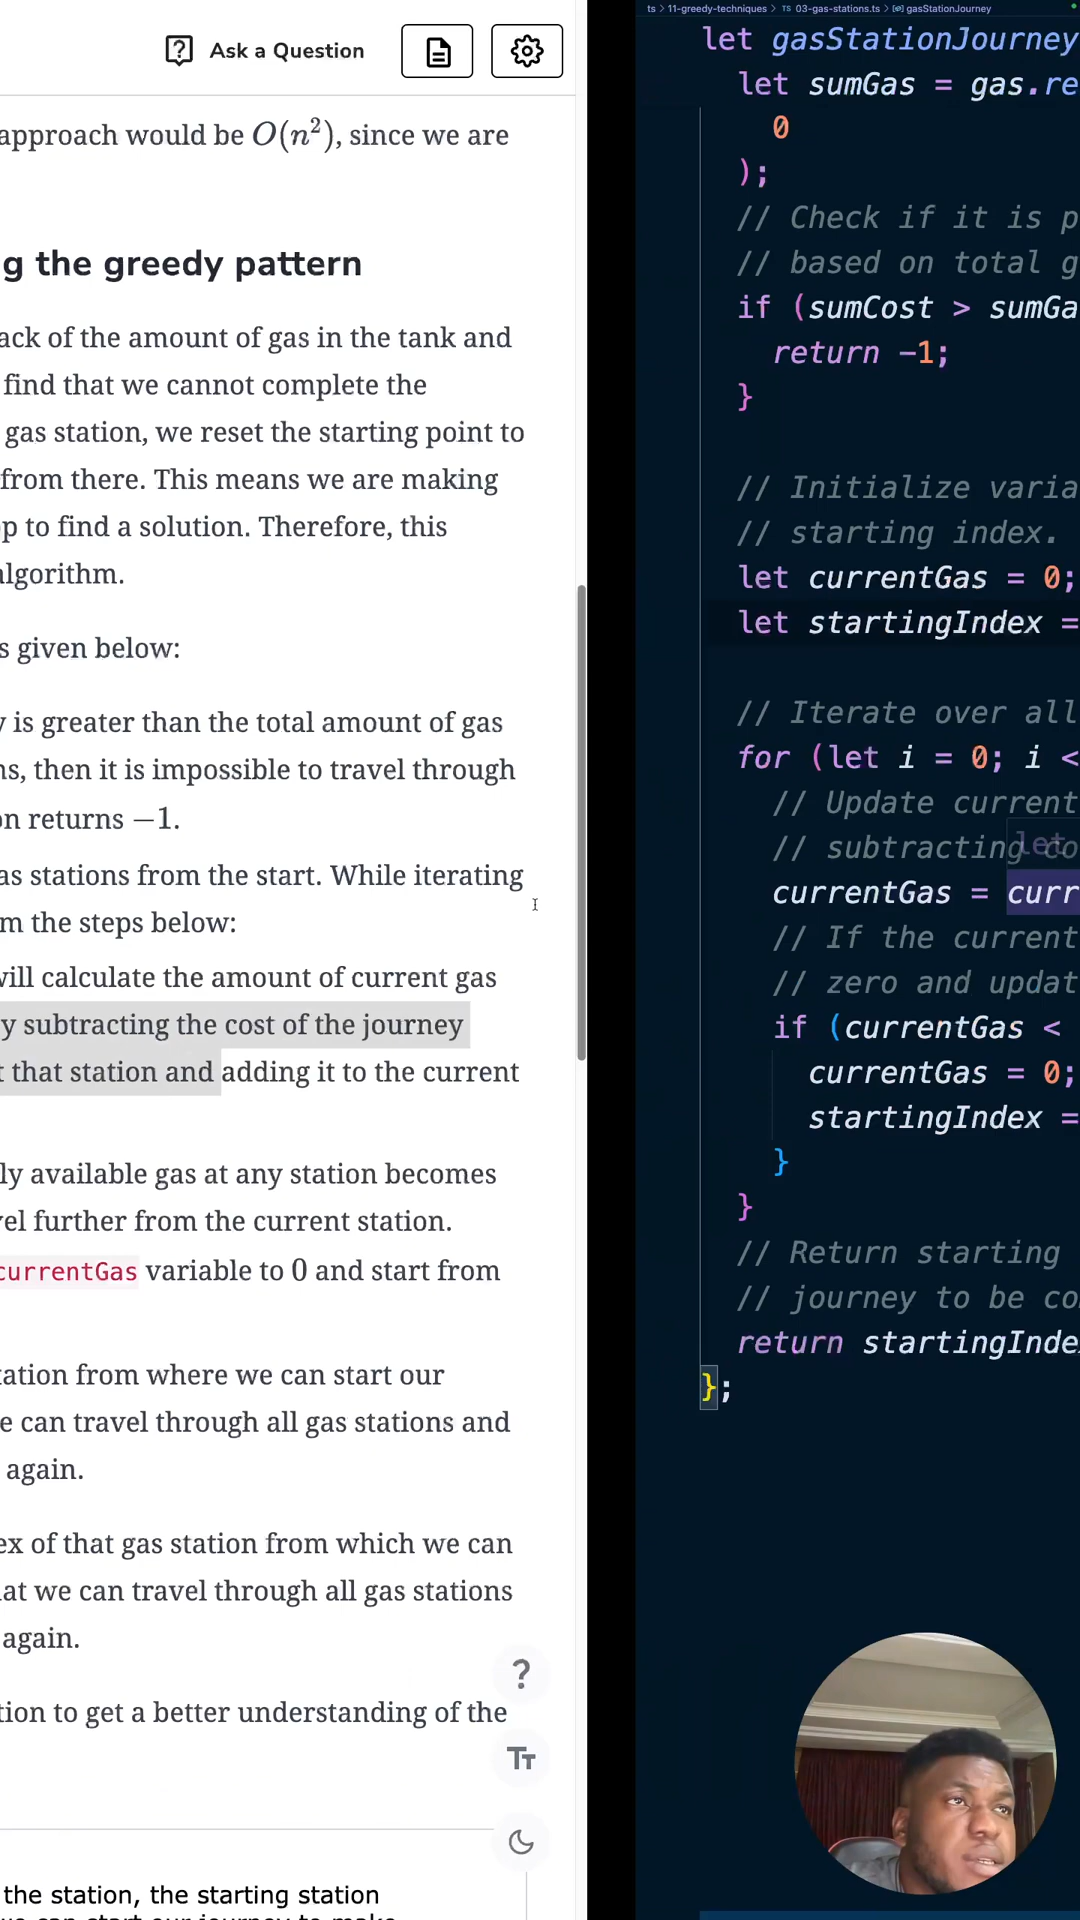 Ask a Question
approach would be O(n²), since we are
g the greedy pattern
ack of the amount of gas in the tank and
find that we cannot complete the
gas station, we reset the starting point to
from there. This means we are making
op to find a solution. Therefore, this
lgorithm.
s given below:
y is greater than the total amount of gas
ns, then it is impossible to travel through
on returns −1.
as stations from the start. While iterating
m the steps below:
will calculate the amount of current gas
y subtracting the cost of the journey
t that station and adding it to the current
ly available gas at any station becomes
vel further from the current station.
currentGas variable to 0 and start from
tation from where we can start our
e can travel through all gas stations and
again.
ex of that gas station from which we can
hat we can travel through all gas stations
again.
?
tion to get a better understanding of the
TT
the station, the starting station
ts > 11-greedy-techniques > TS 03-gas-stations.ts > gasStationJourney
let gasStationJourney
let sumGas = gas.re
0
);
// Check if it is p
// based on total g
if (sumCost > sumGa
return -1;
}
// Initialize varia
// starting index.
let currentGas = 0;
let startingIndex =
// Iterate over all
for (let i = 0; i <
// Update current
// subtracting co
currentGas = curr
// If the current
// zero and updat
if (currentGas <
currentGas = 0;
startingIndex =
}
}
// Return starting
// journey to be co
return startingInde
};